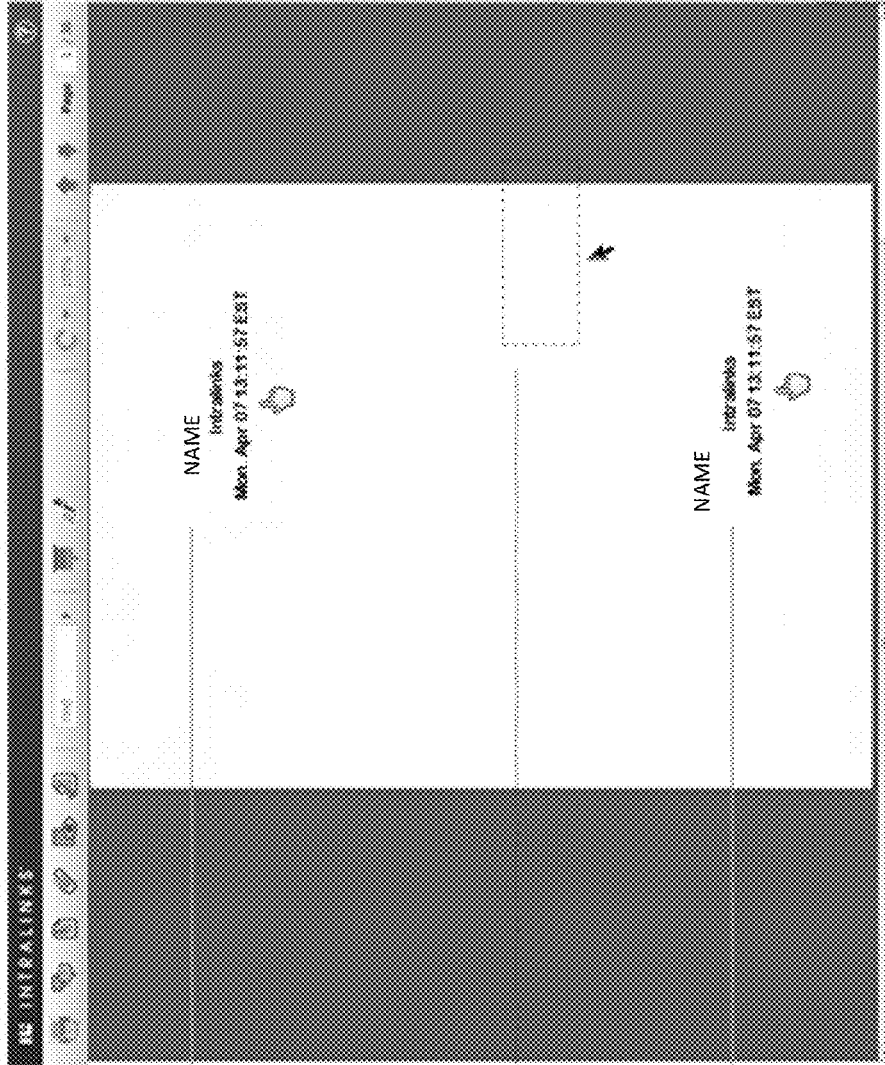 INTRALINKS
Page
NAME
Intralinks
Mon. Apr 07 13:11:57 EST
NAME
Intralinks
Mon. Apr 07 13:11:57 EST